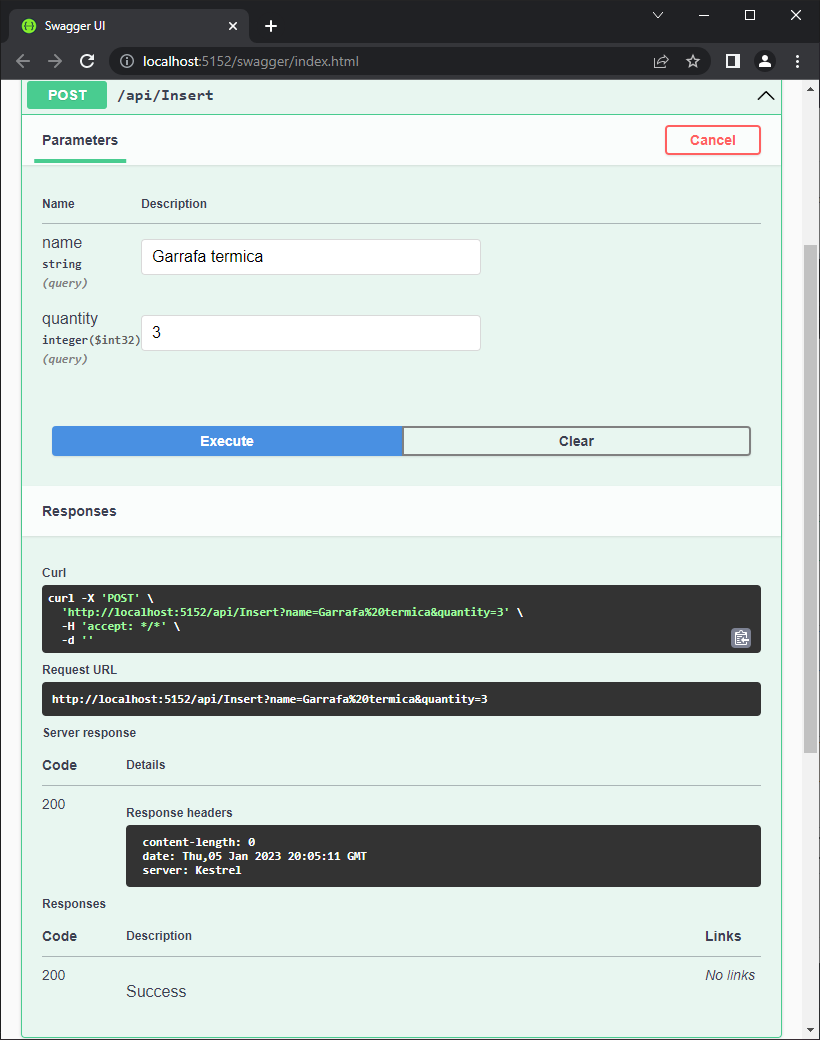 Swagger UI
localhost:5152/swagger/index.html
POST /api/Insert
Parameters Cancel
Name Description
name
string
(query)
Garrafa termica
quantity
integer($int32)
(query)
3
Execute Clear
Responses
Curl
curl -X 'POST' \
'http://localhost:5152/api/Insert?name=Garrafa%20termica&quantity=3' \
-H 'accept: */*' \
-d ''
Request URL
http://localhost:5152/api/Insert?name=Garrafa%20termica&quantity=3
Server response
Code Details
200
Response headers
content-length: 0
date: Thu,05 Jan 2023 20:05:11 GMT
server: Kestrel
Responses
Code Description Links
200 No links
Success